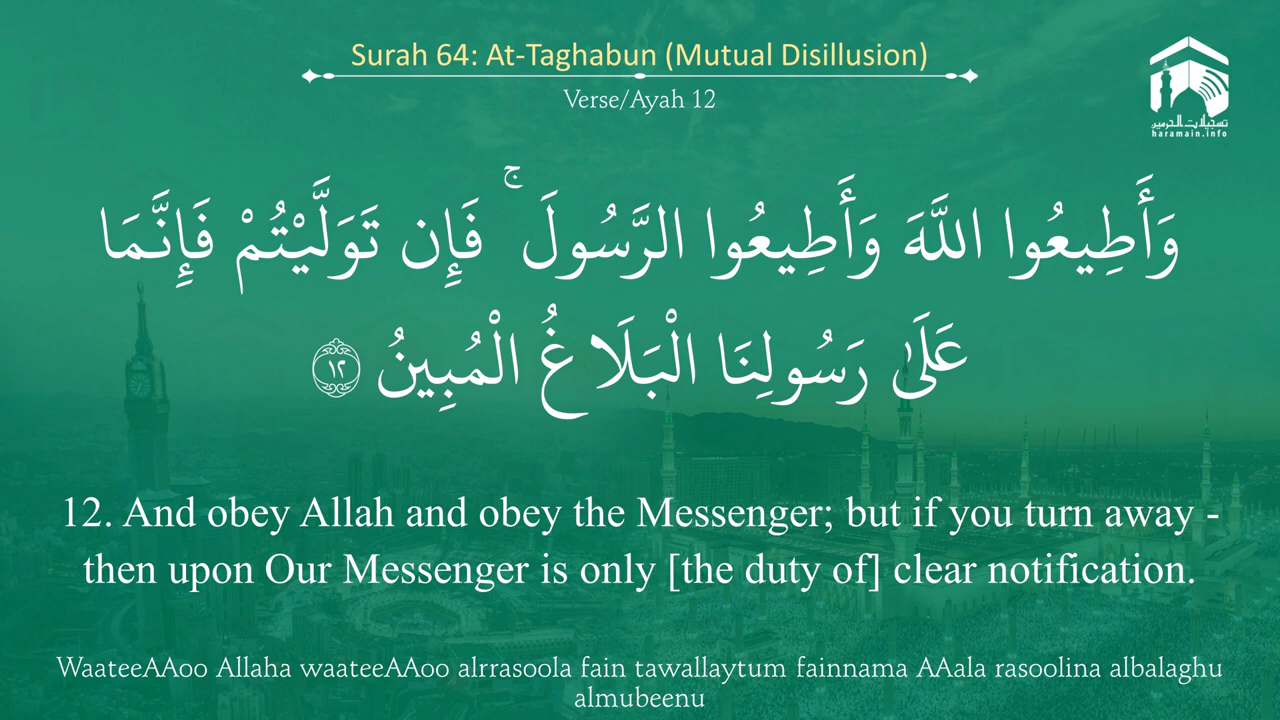 Surah 64: At-Taghabun (Mutual Disillusion)
Verse/Ayah 12
تسجيلات الحرمين
haramain.info
وَأَطِيعُوا اللَّهَ وَأَطِيعُوا الرَّسُولَ ۚ فَإِن تَوَلَّيْتُمْ فَإِنَّمَا
عَلَىٰ رَسُولِنَا الْبَلَاغُ الْمُبِينُ ١٢
12. And obey Allah and obey the Messenger; but if you turn away -
then upon Our Messenger is only [the duty of] clear notification.
WaateeAAoo Allaha waateeAAoo alrrasoola fain tawallaytum fainnama AAala rasoolina albalaghu
almubeenu